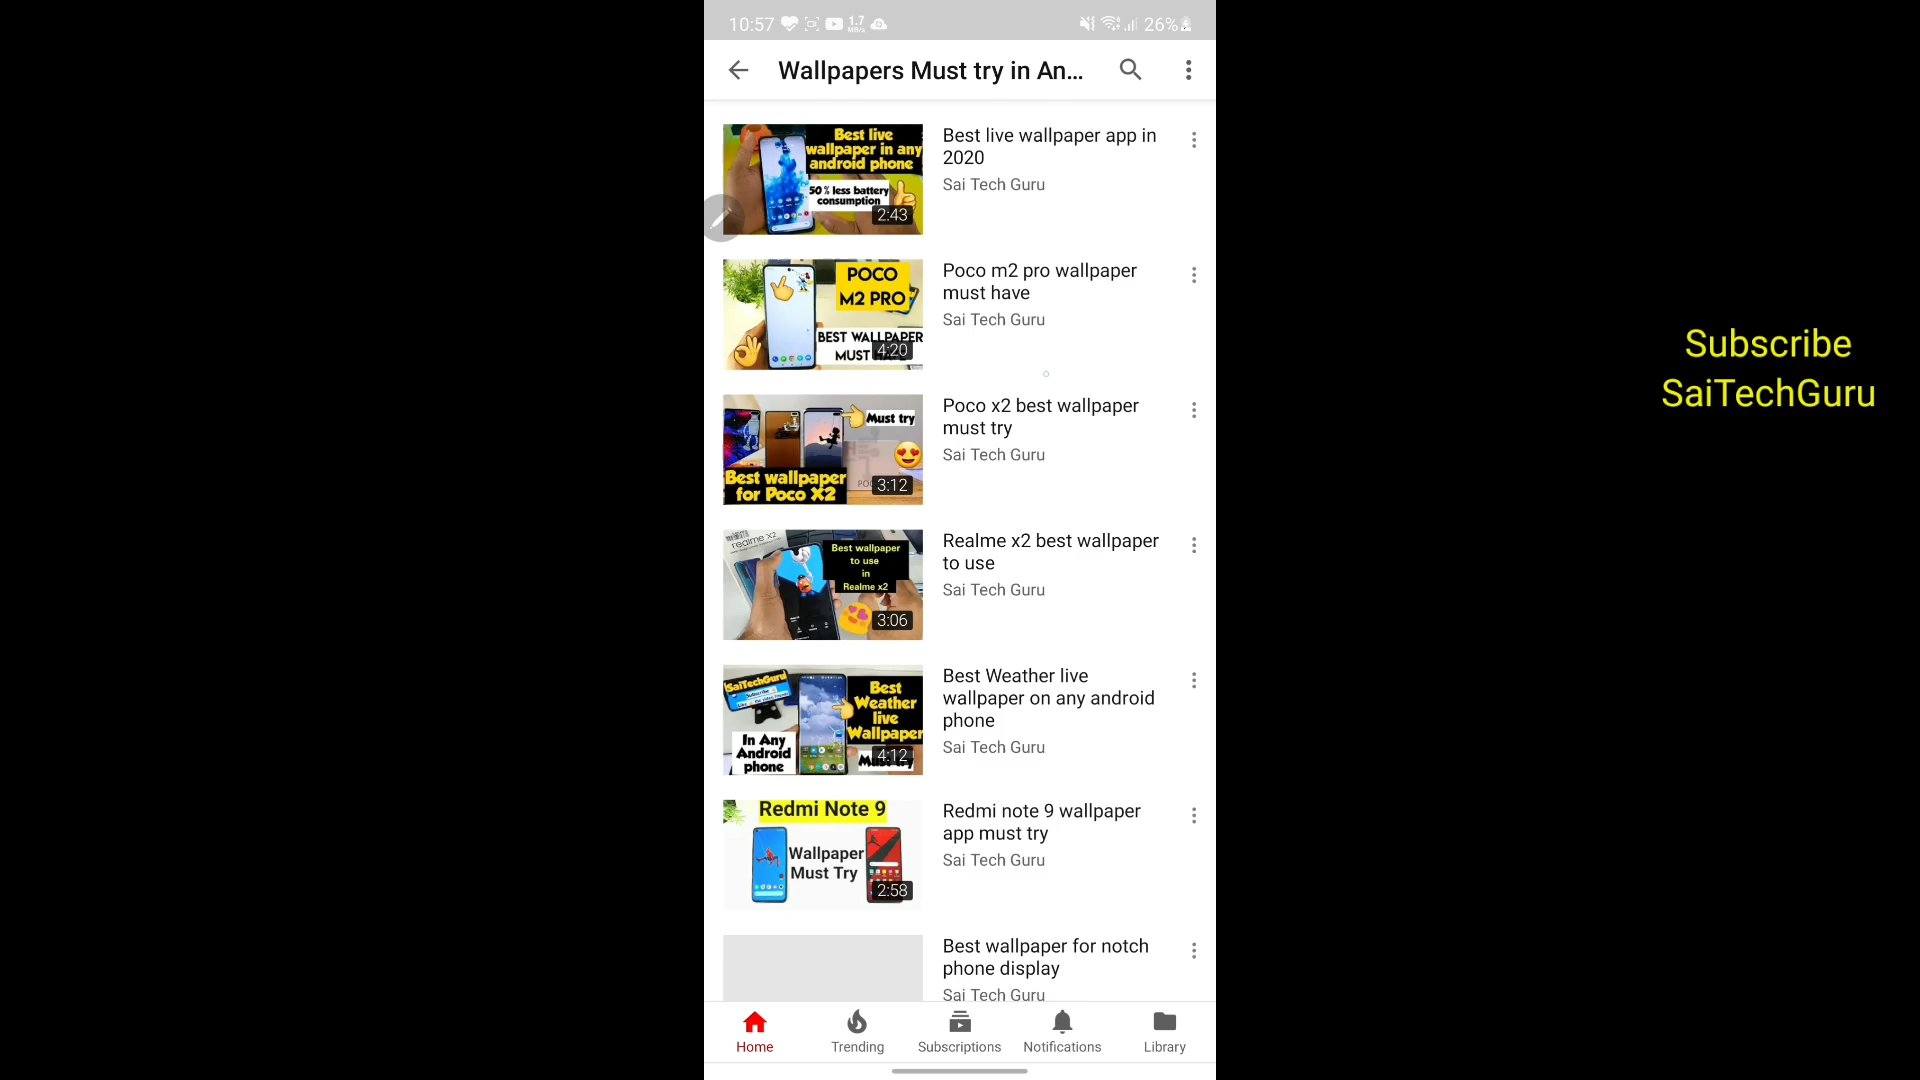 10:57
1.7
26%
Wallpapers Must try in An...
Best live
wallpaper in any
android phone
50 % less battery
consumption
2:43
Best live wallpaper app in
2020
Sai Tech Guru
POCO
M2 PRO
BEST WALLPAPER
MUST HAVE
4:20
Poco m2 pro wallpaper
must have
Sai Tech Guru
Must try
Best wallpaper
for Poco X2
3:12
Poco x2 best wallpaper
must try
Sai Tech Guru
realme x2
Best wallpaper
to use
in
Realme x2
3:06
Realme x2 best wallpaper
to use
Sai Tech Guru
SaiTechGuru
Subscribe
Best
Weather
live
Wallpaper
In Any
Android
phone
Must try
4:12
Best Weather live
wallpaper on any android
phone
Sai Tech Guru
Redmi Note 9
Wallpaper
Must Try
2:58
Redmi note 9 wallpaper
app must try
Sai Tech Guru
Best wallpaper for notch
phone display
Sai Tech Guru
Home
Trending
Subscriptions
Notifications
Library
Subscribe
SaiTechGuru